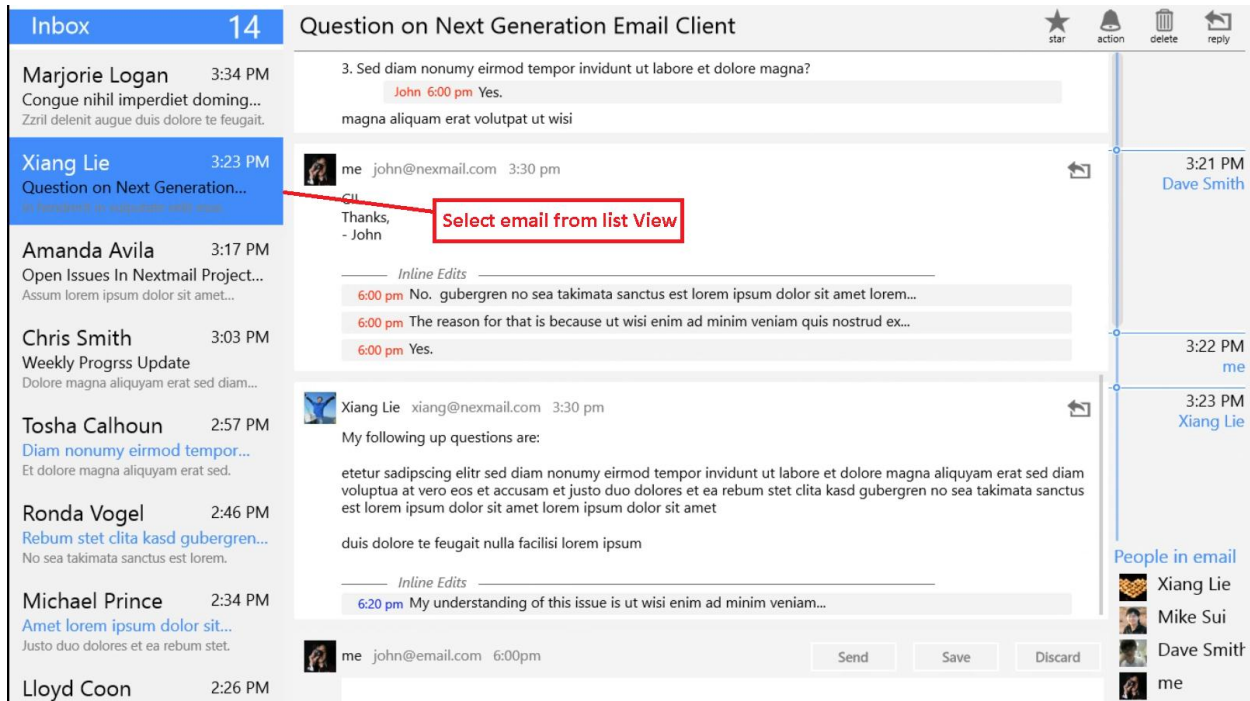 Inbox 14
Marjorie Logan 3:34 PM
Congue nihil imperdiet doming...
Zzril delenit augue duis dolore te feugait.
Xiang Lie 3:23 PM
Question on Next Generation...
Amanda Avila 3:17 PM
Open Issues In Nextmail Project...
Assum lorem ipsum dolor sit amet...
Chris Smith 3:03 PM
Weekly Progrss Update
Dolore magna aliquyam erat sed diam...
Tosha Calhoun 2:57 PM
Diam nonumy eirmod tempor...
Et dolore magna aliquyam erat sed.
Ronda Vogel 2:46 PM
Rebum stet clita kasd gubergren...
No sea takimata sanctus est lorem.
Michael Prince 2:34 PM
Amet lorem ipsum dolor sit...
Justo duo dolores et ea rebum stet.
Lloyd Coon 2:26 PM
Question on Next Generation Email Client
star action delete reply
3. Sed diam nonumy eirmod tempor invidunt ut labore et dolore magna?
John 6:00 pm Yes.
magna aliquam erat volutpat ut wisi
me john@nexmail.com 3:30 pm
Thanks,
- John
Select email from list View
Inline Edits
6:00 pm No. gubergren no sea takimata sanctus est lorem ipsum dolor sit amet lorem...
6:00 pm The reason for that is because ut wisi enim ad minim veniam quis nostrud ex...
6:00 pm Yes.
Xiang Lie xiang@nexmail.com 3:30 pm
My following up questions are:
etetur sadipscing elitr sed diam nonumy eirmod tempor invidunt ut labore et dolore magna aliquyam erat sed diam
voluptua at vero eos et accusam et justo duo dolores et ea rebum stet clita kasd gubergren no sea takimata sanctus
est lorem ipsum dolor sit amet lorem ipsum dolor sit amet
duis dolore te feugait nulla facilisi lorem ipsum
Inline Edits
6:20 pm My understanding of this issue is ut wisi enim ad minim veniam...
me john@email.com 6:00pm Send Save Discard
3:21 PM
Dave Smith
3:22 PM
me
3:23 PM
Xiang Lie
People in email
Xiang Lie
Mike Sui
Dave Smith
me